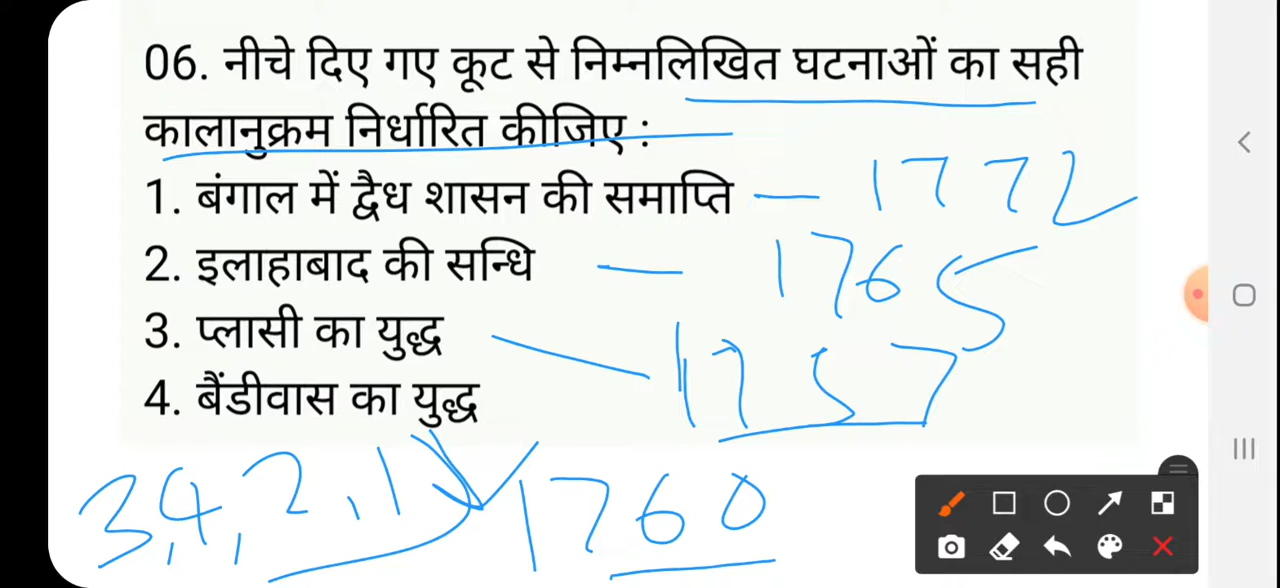 06. नीचे दिए गए कूट से निम्नलिखित घटनाओं का सही
कालानुक्रम निर्धारित कीजिए :
1. बंगाल में द्वैध शासन की समाप्ति — 1772
2. इलाहाबाद की सन्धि — 1765
3. प्लासी का युद्ध — 1757
4. बैंडीवास का युद्ध
3,4,2,1 1760